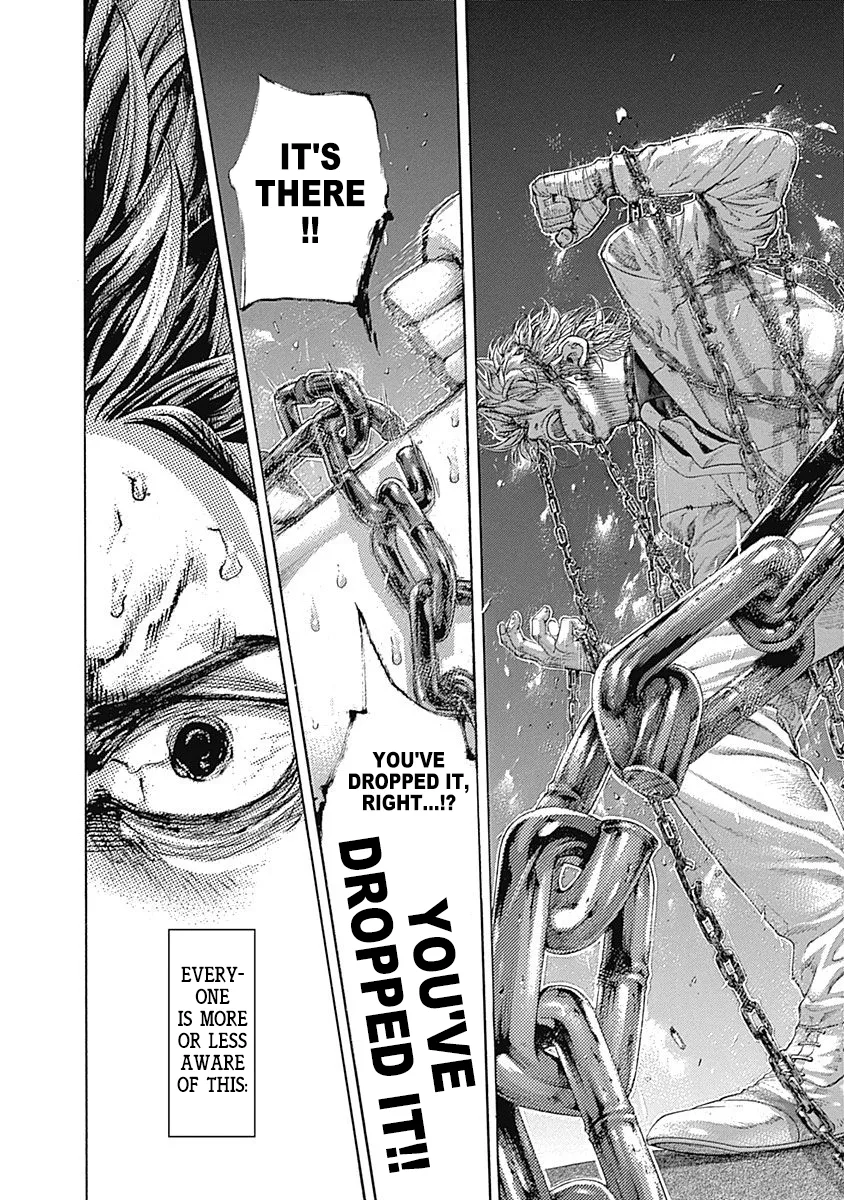 IT'S
THERE
!!
YOU'VE
DROPPED IT,
RIGHT...!?
YOU'VE
DROPPED IT!!
EVERY-
ONE
IS MORE
OR LESS
AWARE
OF THIS: